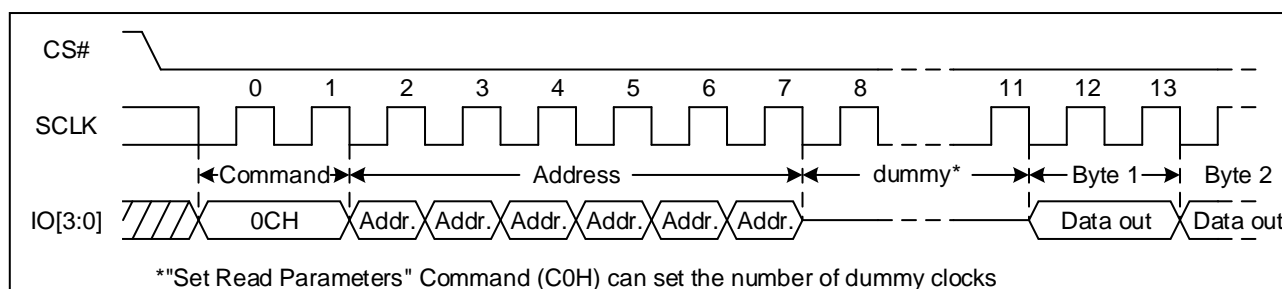 CS#
0 1 2 3 4 5 6 7 8 11 12 13
SCLK
Command Address dummy* Byte 1 Byte 2
IO[3:0] 0CH Addr. Addr. Addr. Addr. Addr. Addr. Data out Data out
*"Set Read Parameters" Command (C0H) can set the number of dummy clocks